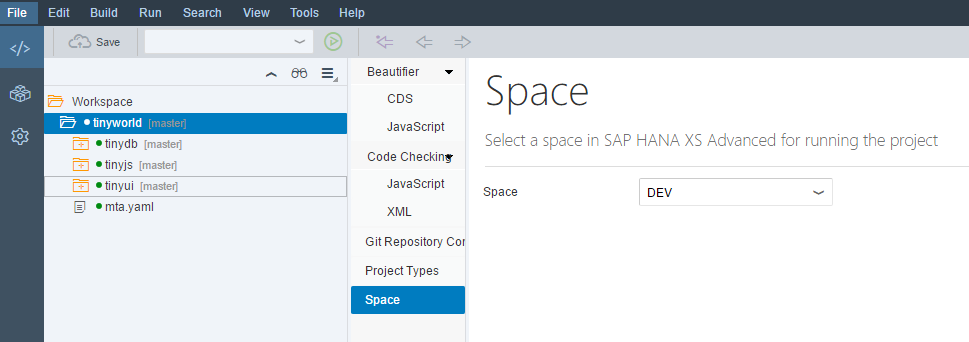 File Edit Build Run Search View Tools Help
Save
Workspace
tinyworld [master]
tinydb [master]
tinyjs [master]
tinyui [master]
mta.yaml
Beautifier
CDS
JavaScript
Code Checking
JavaScript
XML
Git Repository Cor
Project Types
Space
Space
Select a space in SAP HANA XS Advanced for running the project
Space DEV